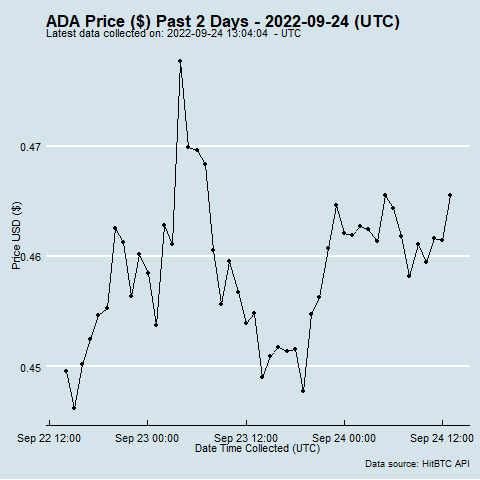 ADA Price ($) Past 2 Days - 2022-09-24 (UTC)
Latest data collected on: 2022-09-24 13:04:04  - UTC
0.47
0.46
0.45
Price USD ($)
Sep 22 12:00 Sep 23 00:00 Sep 23 12:00 Sep 24 00:00 Sep 24 12:00
Date Time Collected (UTC)
Data source: HitBTC API